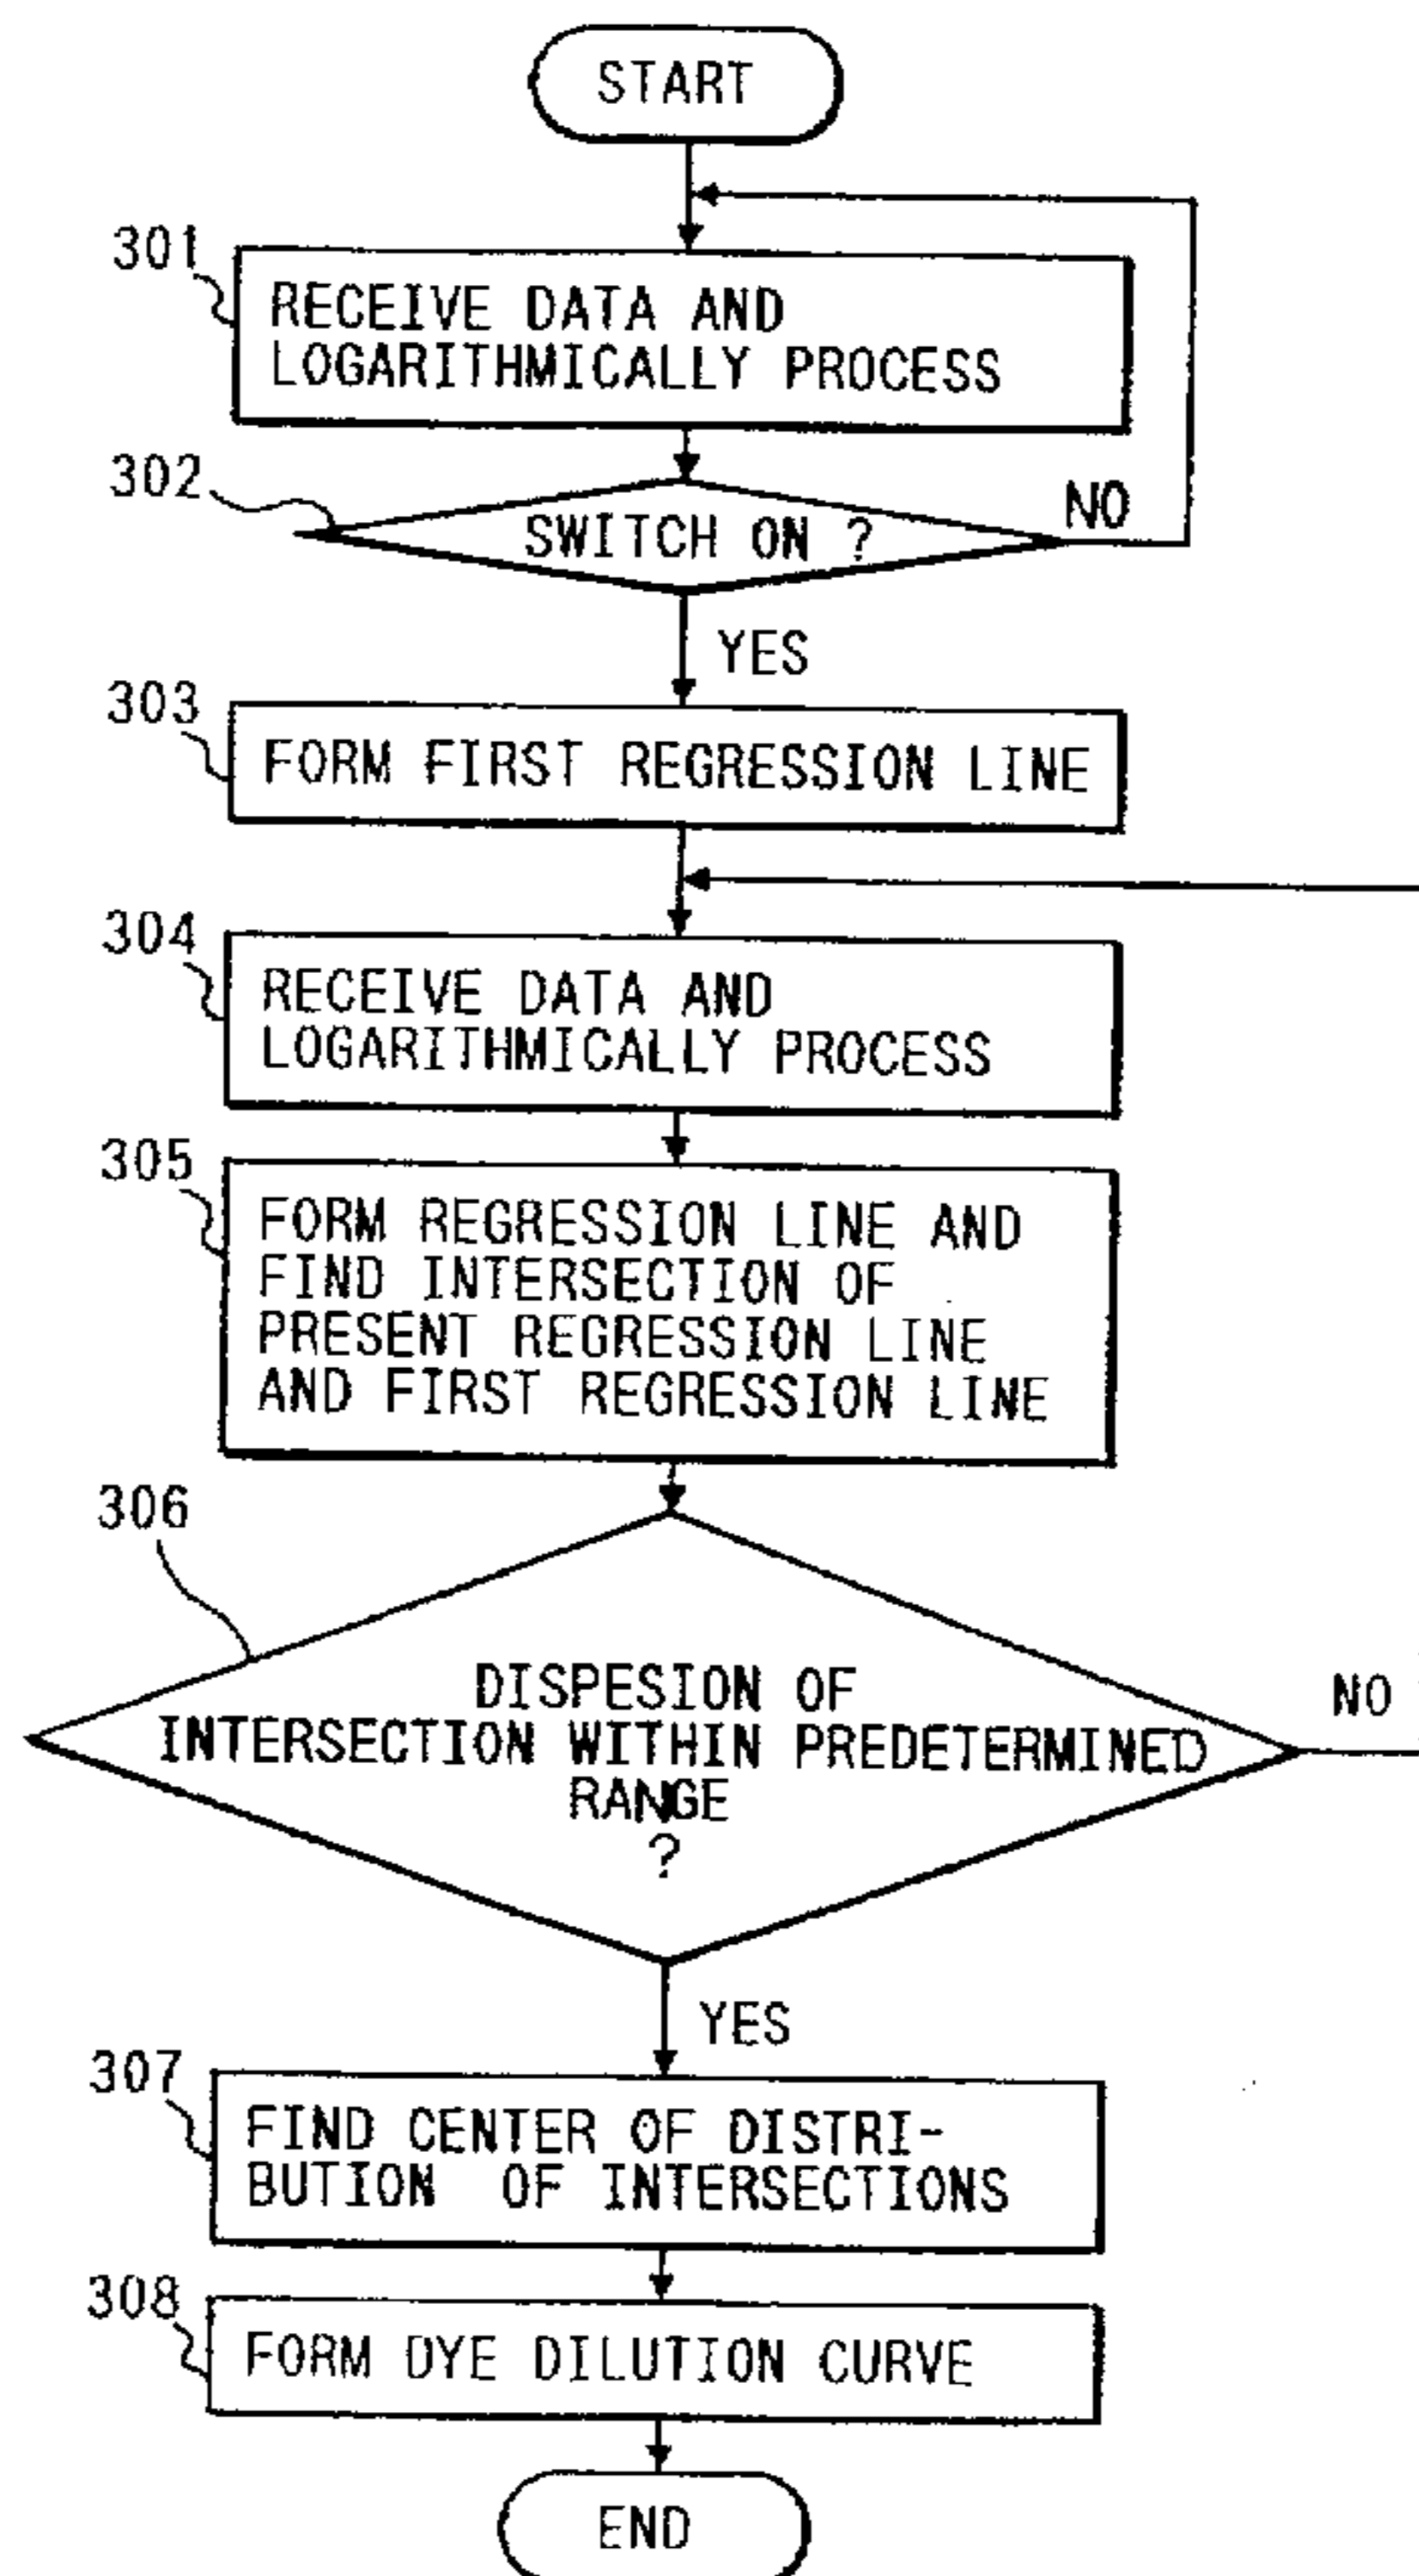 START
301
RECEIVE DATA AND
LOGARITHMICALLY PROCESS
302
SWITCH ON ?
NO
YES
303
FORM FIRST REGRESSION LINE
304
RECEIVE DATA AND
LOGARITHMICALLY PROCESS
305
FORM REGRESSION LINE AND
FIND INTERSECTION OF
PRESENT REGRESSION LINE
AND FIRST REGRESSION LINE
306
DISPESION OF
INTERSECTION WITHIN PREDETERMINED
RANGE
?
NO
YES
307
FIND CENTER OF DISTRI-
BUTION OF INTERSECTIONS
308
FORM DYE DILUTION CURVE
END